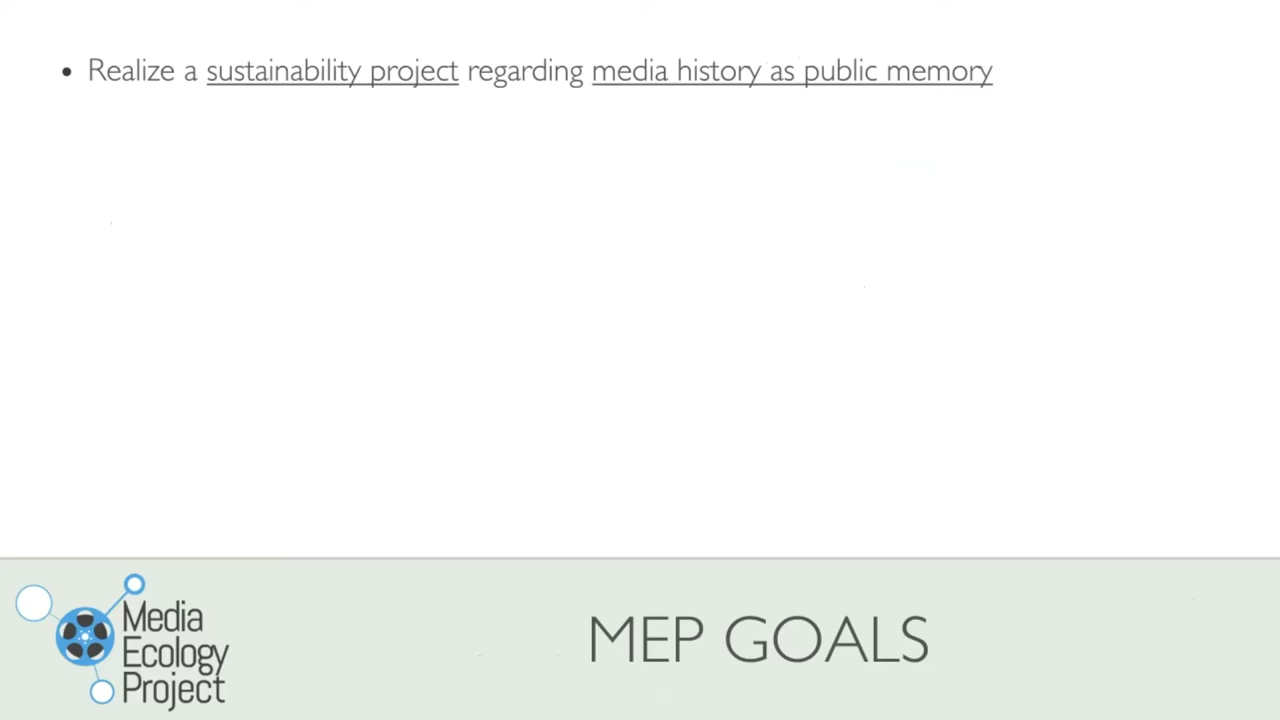 • Realize a sustainability project regarding media history as public memory
Media
Ecology
Project
MEP GOALS